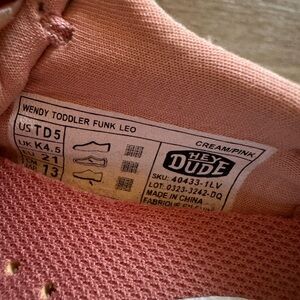 WENDY TODDLER FUNK LEO
CREAM/PINK
US TD5
UK K4.5
21
13
HEY
DUDE
SKU: 40433-1LV
LOT: 0323-3242-DQ
MADE IN CHINA